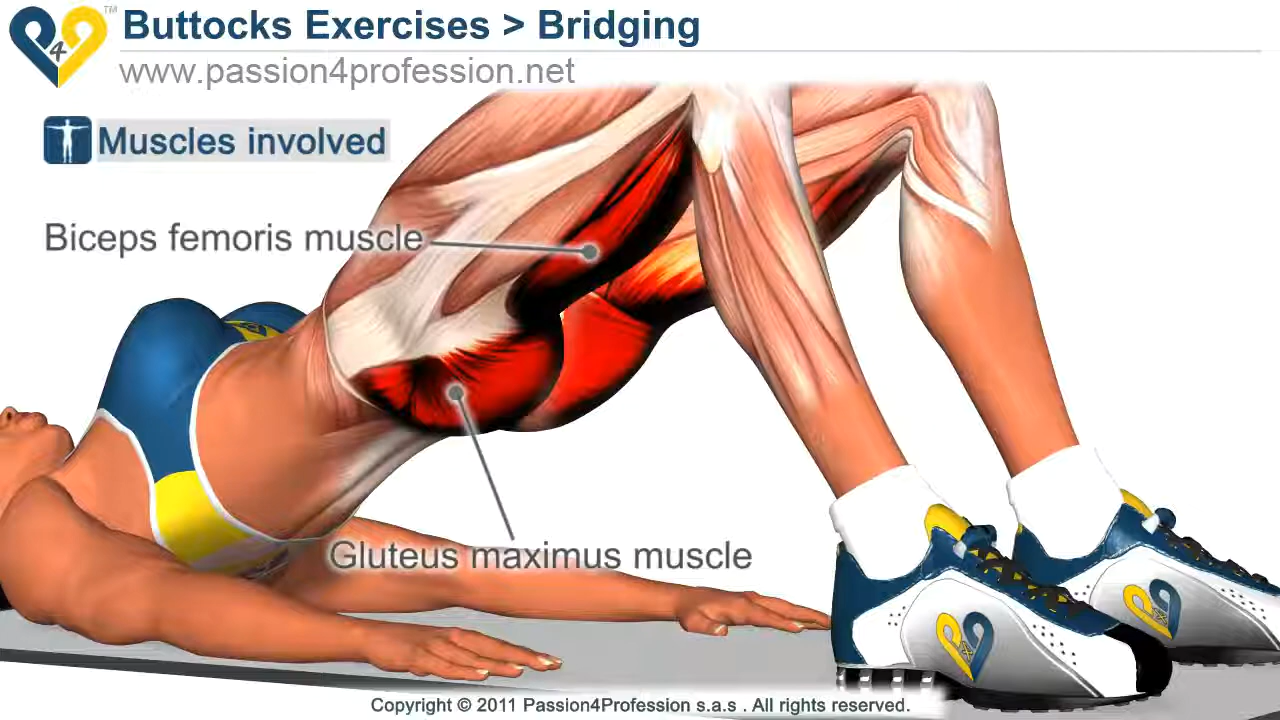 P4P™
Buttocks Exercises > Bridging
www.passion4profession.net
Muscles involved
Biceps femoris muscle
Gluteus maximus muscle
Copyright © 2011 Passion4Profession s.a.s . All rights reserved.